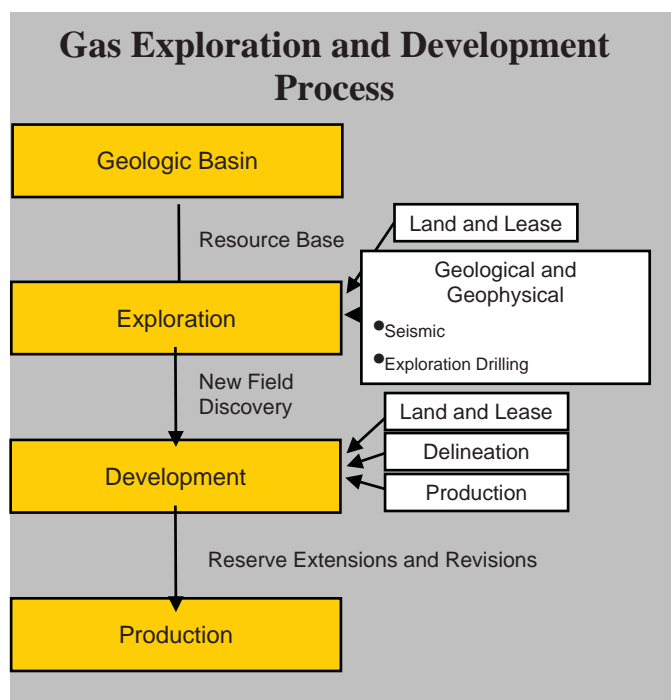 Gas Exploration and Development
Process
Geologic Basin
Resource Base
Land and Lease
Geological and
Geophysical
●Seismic
●Exploration Drilling
Exploration
New Field
Discovery
Land and Lease
Delineation
Production
Development
Reserve Extensions and Revisions
Production